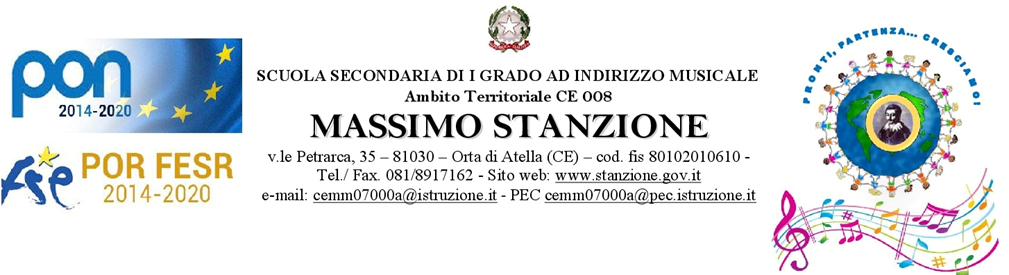 pon
2014-2020
fse POR FESR
2014-2020
SCUOLA SECONDARIA DI I GRADO AD INDIRIZZO MUSICALE
Ambito Territoriale CE 008
MASSIMO STANZIONE
v.le Petrarca, 35 – 81030 – Orta di Atella (CE) – cod. fis 80102010610 -
Tel./ Fax. 081/8917162 - Sito web: www.stanzione.gov.it
e-mail: cemm07000a@istruzione.it - PEC cemm07000a@pec.istruzione.it
PRONTI, PARTENZA... CRESCIAMO!